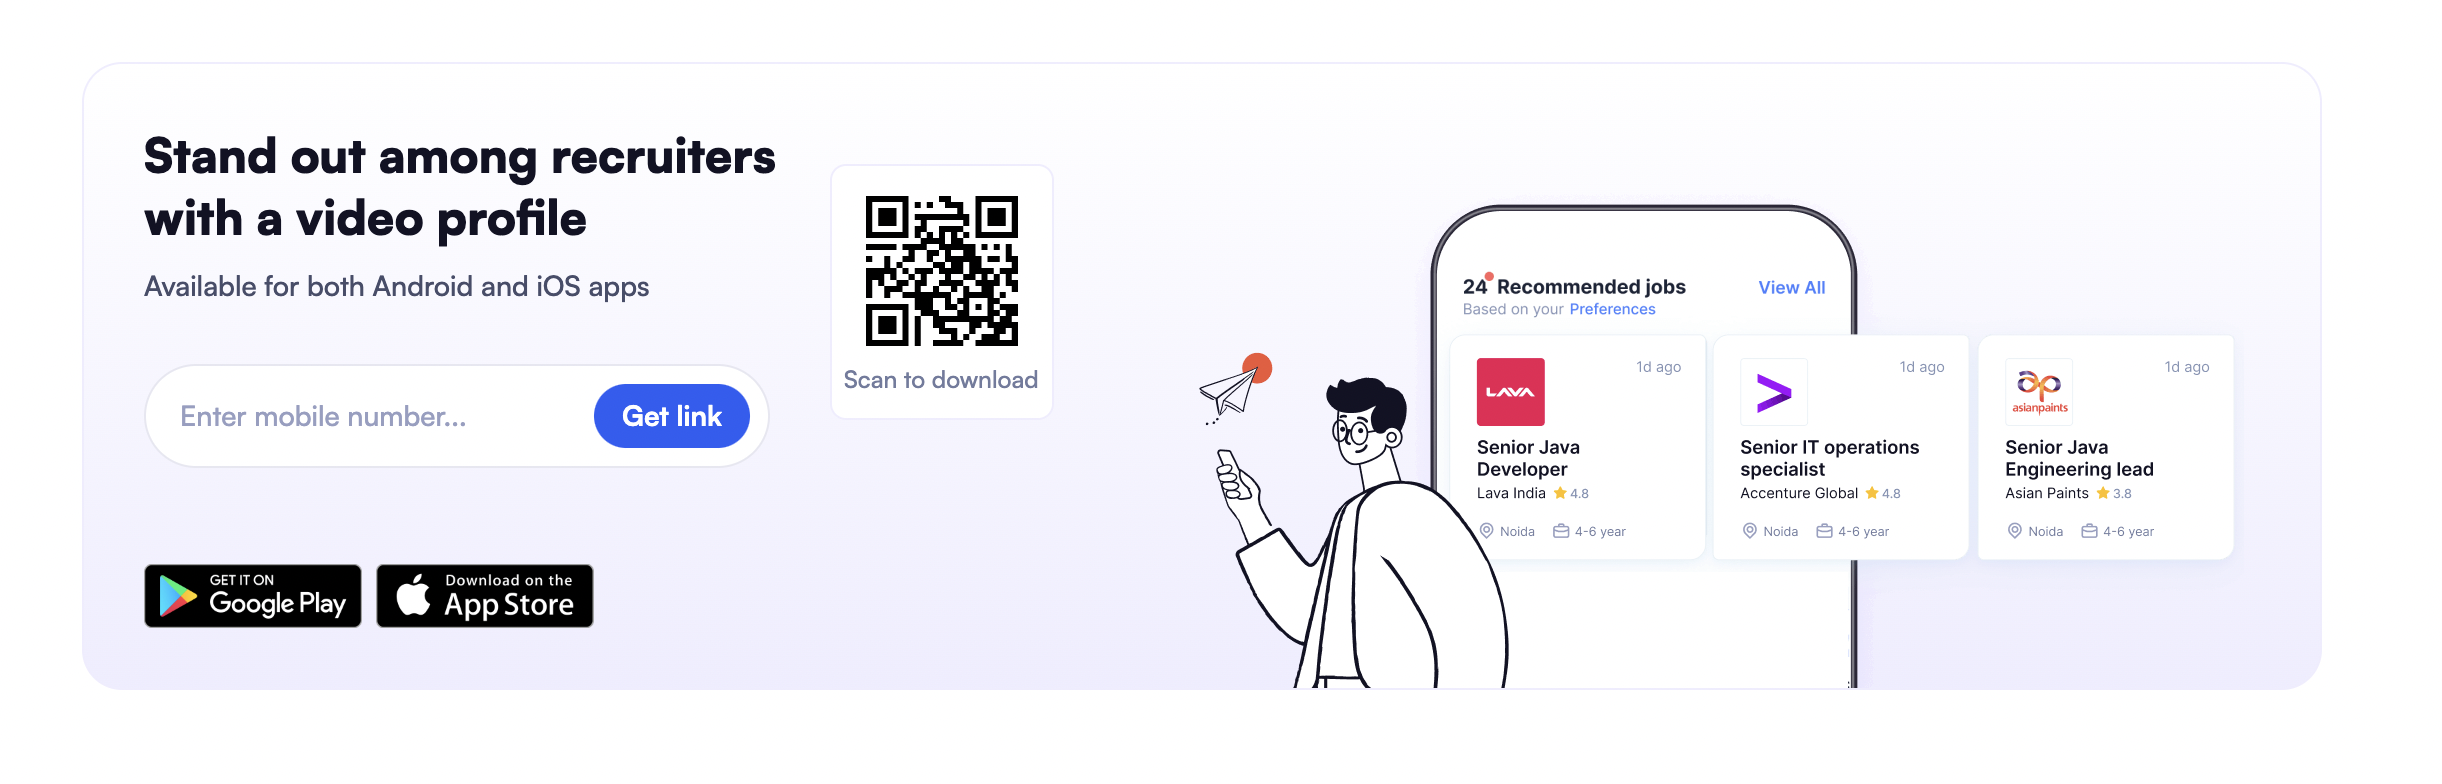 Stand out among recruiters
with a video profile
Available for both Android and iOS apps
Enter mobile number...
Get link
GET IT ON
Google Play
Download on the
App Store
Scan to download
24 Recommended jobs
View All
Based on your Preferences
LAVA
1d ago
Senior Java
Developer
Lava India 4.8
Noida 4-6 year
1d ago
Senior IT operations
specialist
Accenture Global 4.8
Noida 4-6 year
ap
asianpaints
1d ago
Senior Java
Engineering lead
Asian Paints 3.8
Noida 4-6 year